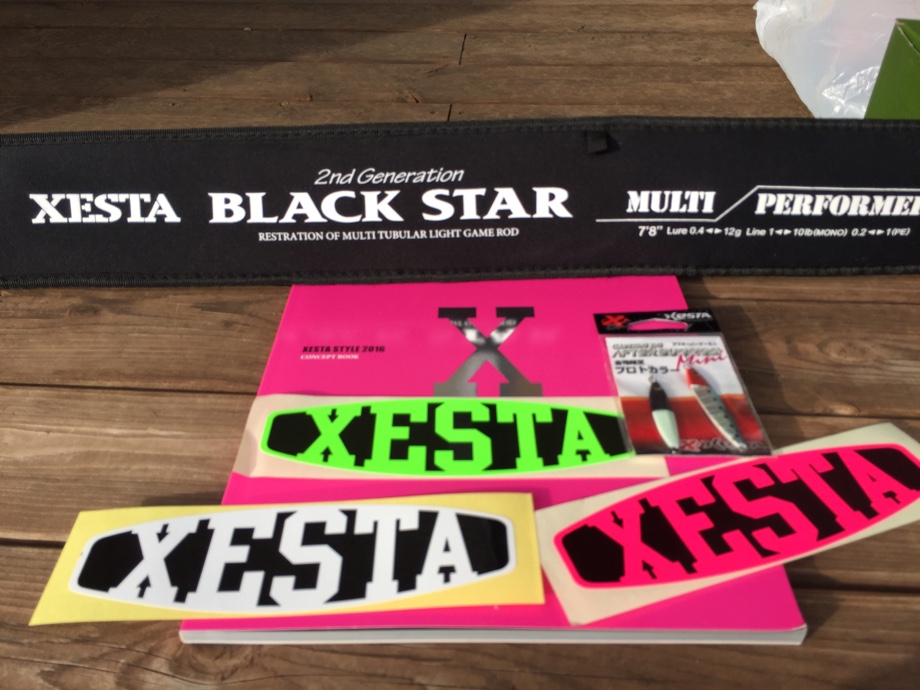 2nd Generation
XESTA BLACK STAR
RESTRATION OF MULTI TUBULAR LIGHT GAME ROD
MULTI PERFORMER
7'8" Lure 0.4◄►12g Line 1◄►10lb(MONO) 0.2◄►1(PE)
X
XESTA STYLE 2016
CONCEPT BOOK
XESTA
AFTER BURNER
Mini
プロトカラー
XESTA
XESTA
XESTA